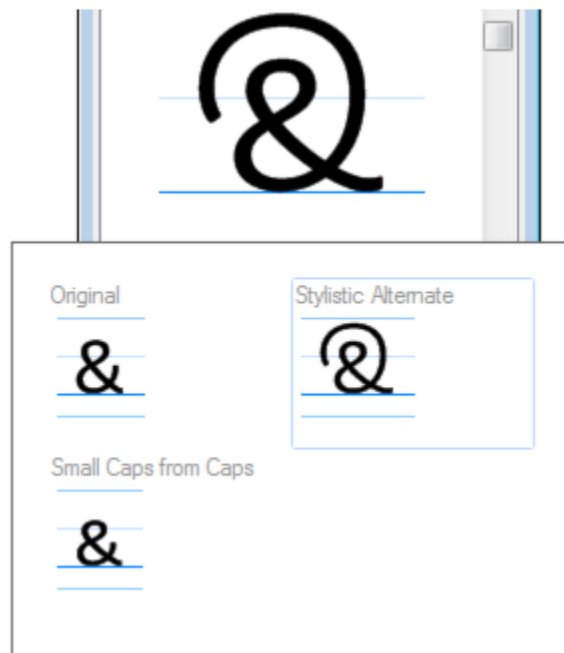 &
Original
Stylistic Alternate
& &
Small Caps from Caps
&